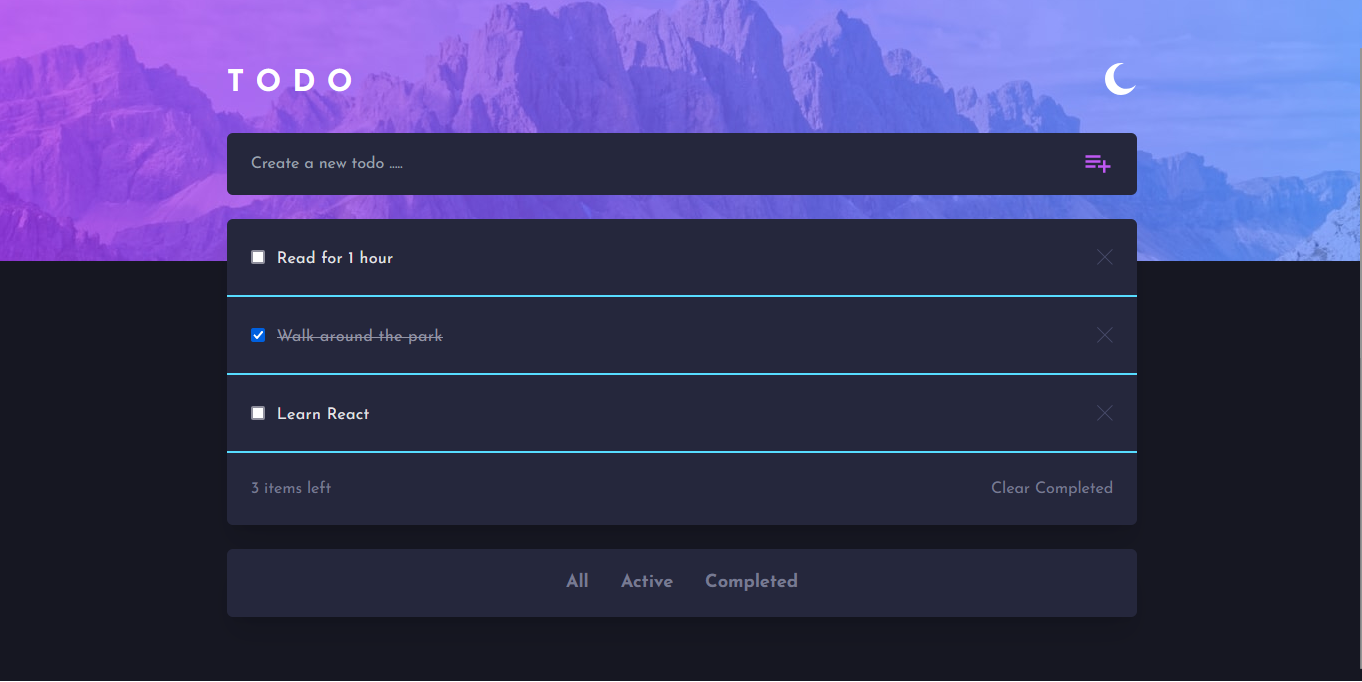 TODO
Create a new todo .....
Read for 1 hour
Walk around the park
Learn React
3 items left
Clear Completed
All
Active
Completed